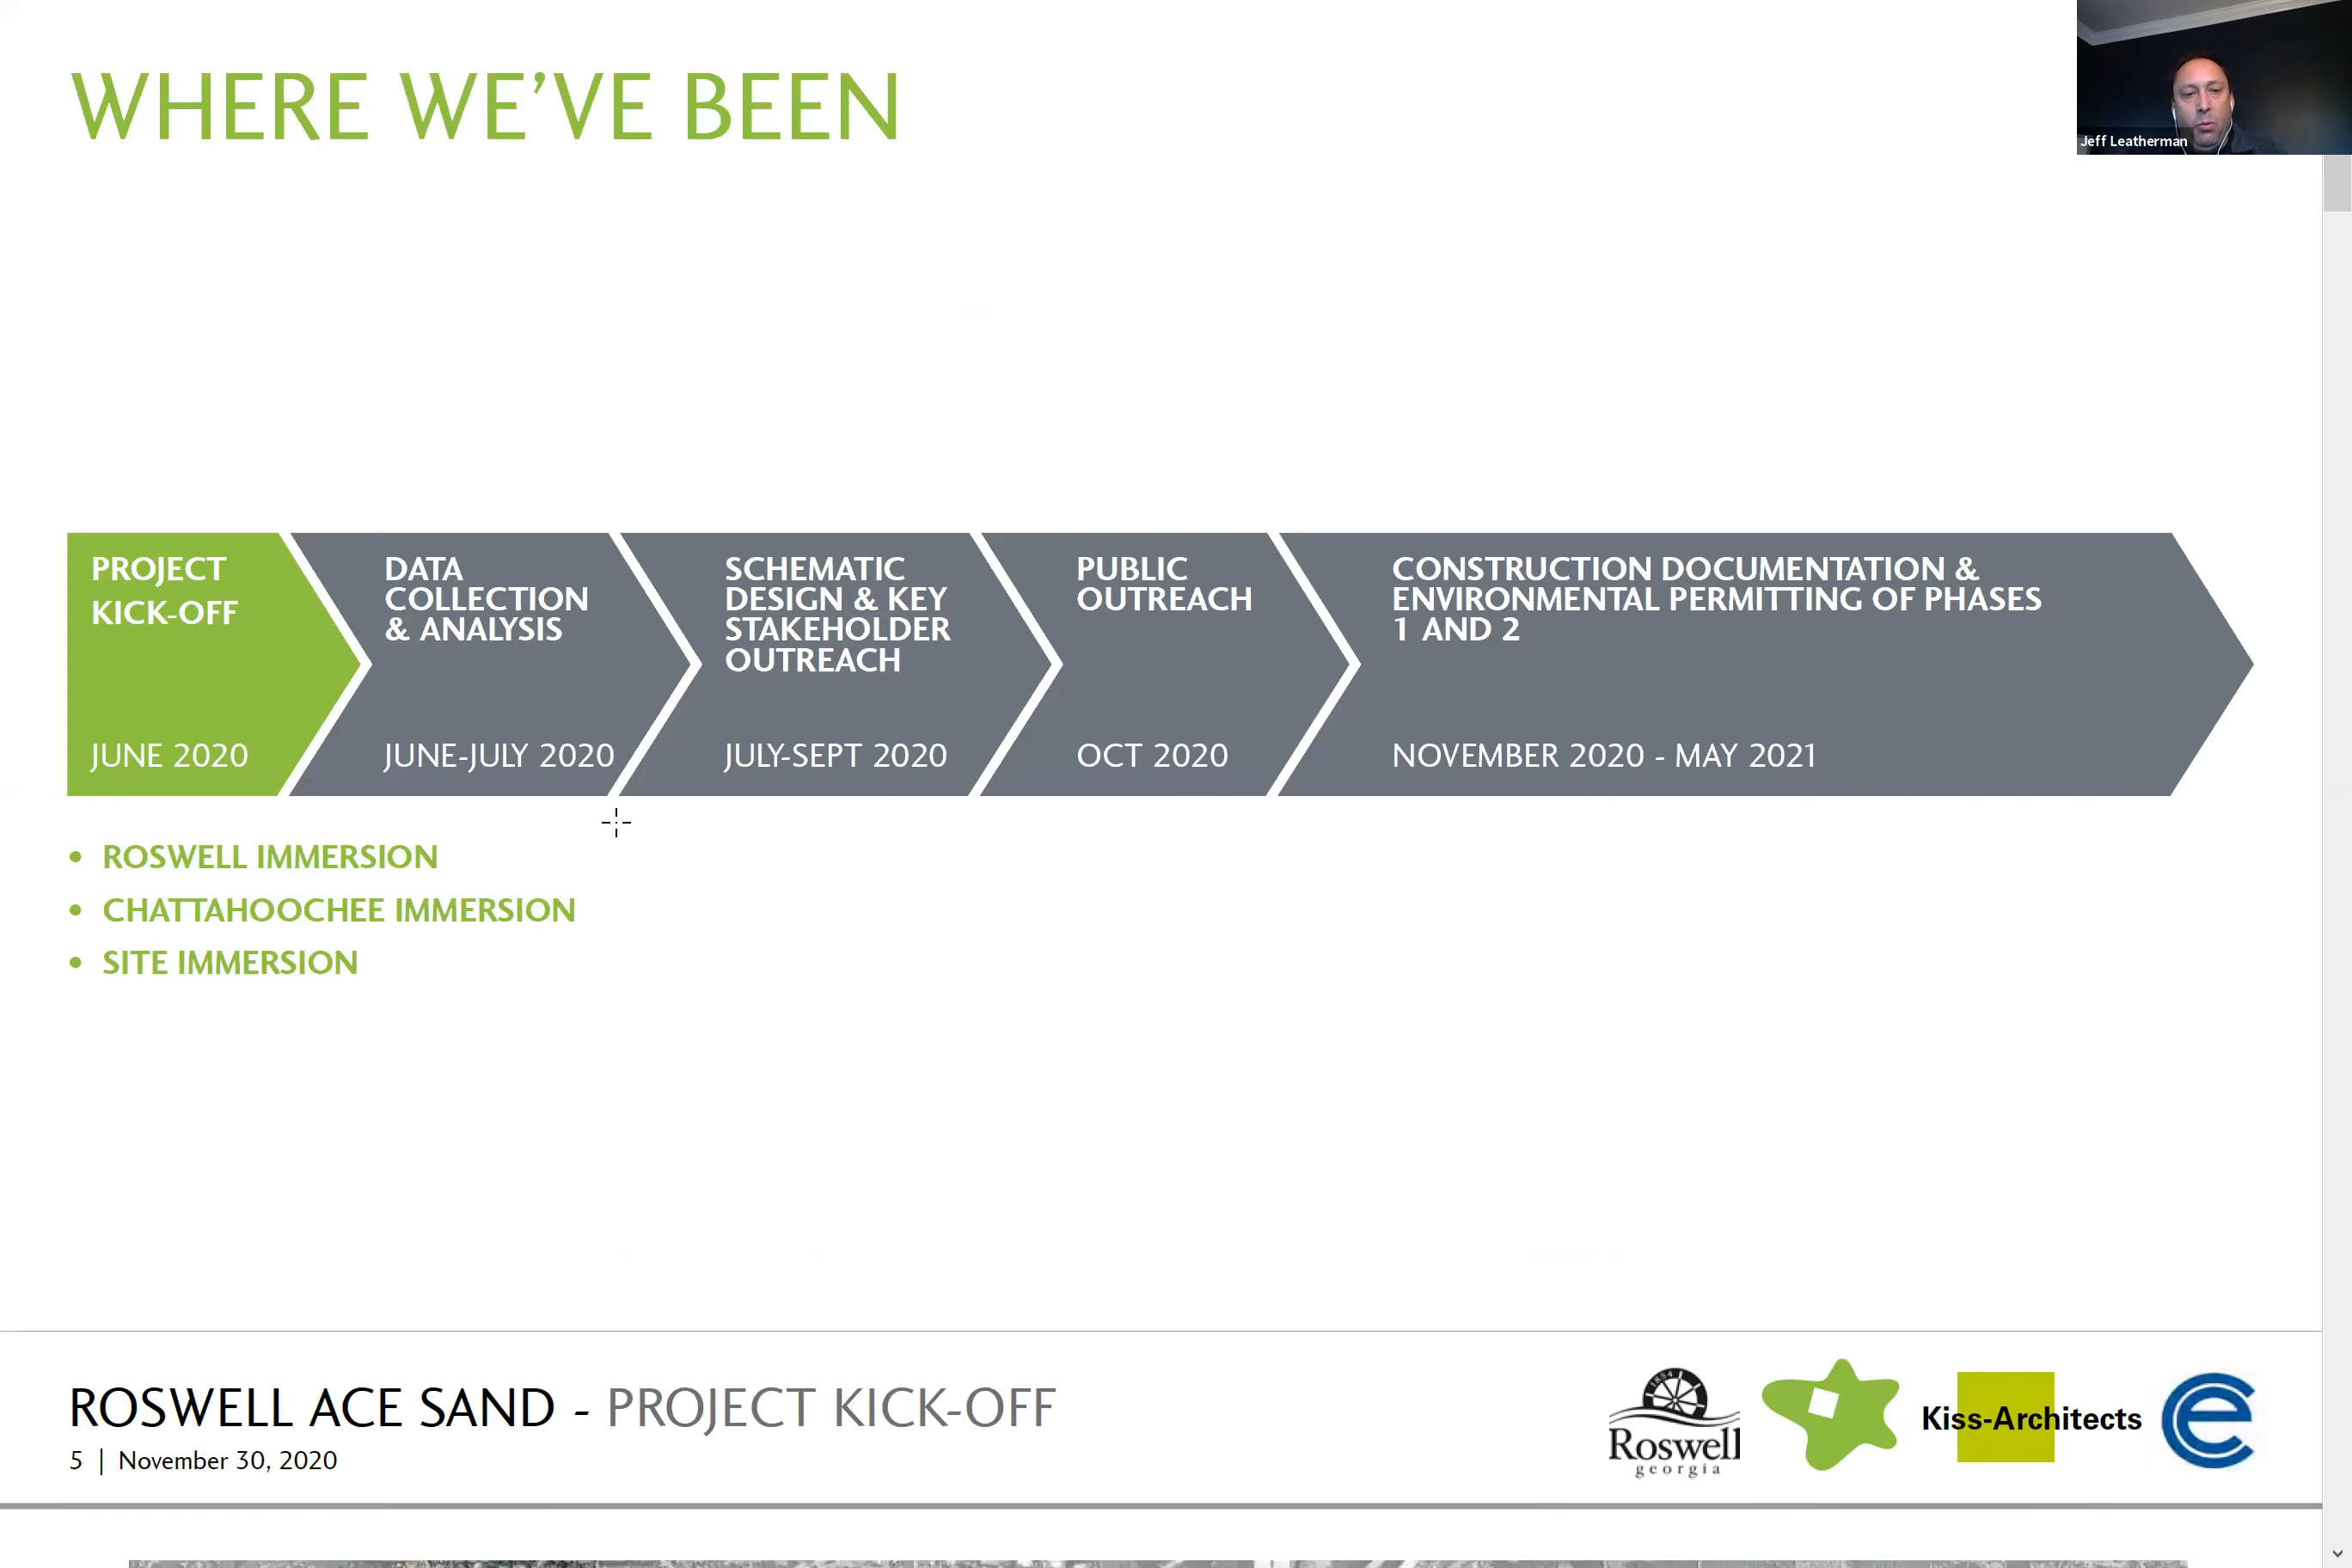 WHERE WE'VE BEEN
Jeff Leatherman
PROJECT
KICK-OFF
JUNE 2020
DATA
COLLECTION
& ANALYSIS
JUNE-JULY 2020
SCHEMATIC
DESIGN & KEY
STAKEHOLDER
OUTREACH
JULY-SEPT 2020
PUBLIC
OUTREACH
OCT 2020
CONSTRUCTION DOCUMENTATION &
ENVIRONMENTAL PERMITTING OF PHASES
1 AND 2
NOVEMBER 2020 - MAY 2021
• ROSWELL IMMERSION
• CHATTAHOOCHEE IMMERSION
• SITE IMMERSION
ROSWELL ACE SAND - PROJECT KICK-OFF
5 | November 30, 2020
1854
Roswell
georgia
Kiss-Architects